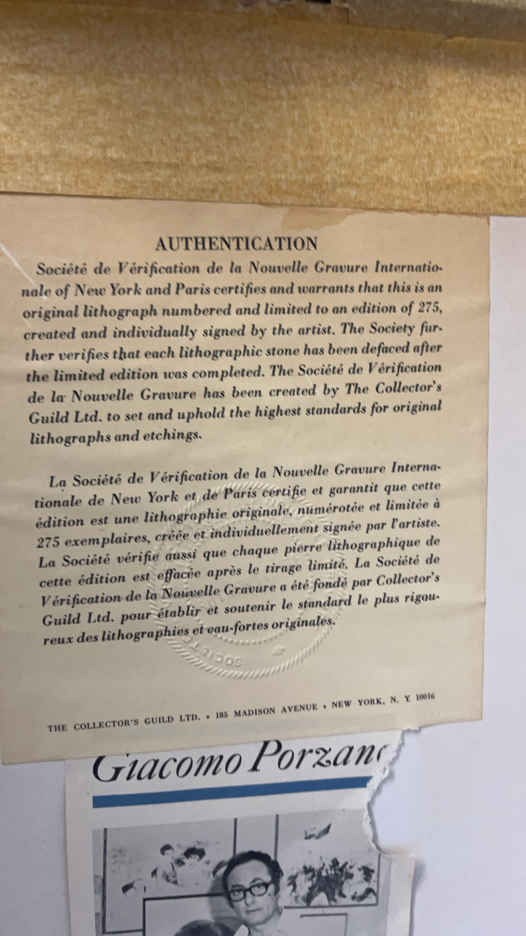 AUTHENTICATION
Société de Vérification de la Nouvelle Gravure Internatio-
nale of New York and Paris certifies and warrants that this is an
original lithograph numbered and limited to an edition of 275,
created and individually signed by the artist. The Society fur-
ther verifies that each lithographic stone has been defaced after
the limited edition was completed. The Société de Vérification
de la Nouvelle Gravure has been created by The Collector's
Guild Ltd. to set and uphold the highest standards for original
lithographs and etchings.
La Société de Vérification de la Nouvelle Gravure Interna-
tionale de New York et de Paris certifie et garantit que cette
édition est une lithographie originale, numérotée et limitée à
275 exemplaires, créée et individuellement signée par l'artiste.
La Société vérifie aussi que chaque pierre lithographique de
cette édition est effacée après le tirage limité. La Société de
Vérification de la Nouvelle Gravure a été fondé par Collector's
Guild Ltd. pour établir et soutenir le standard le plus rigou-
reux des lithographies et eau-fortes originales.
THE COLLECTOR'S GUILD LTD. • 185 MADISON AVENUE • NEW YORK, N. Y. 10016
Giacomo Porzano